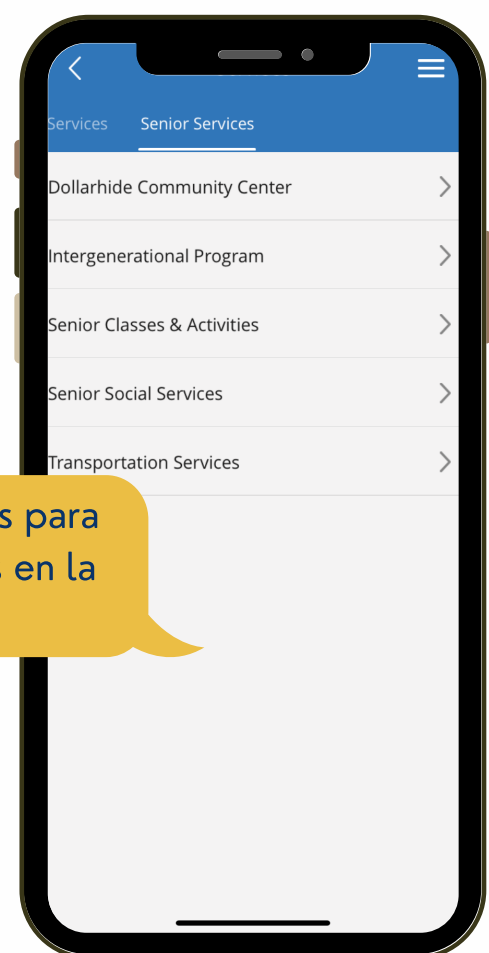 Services Senior Services
Dollarhide Community Center
Intergenerational Program
Senior Classes & Activities
Senior Social Services
Transportation Services
para
en la